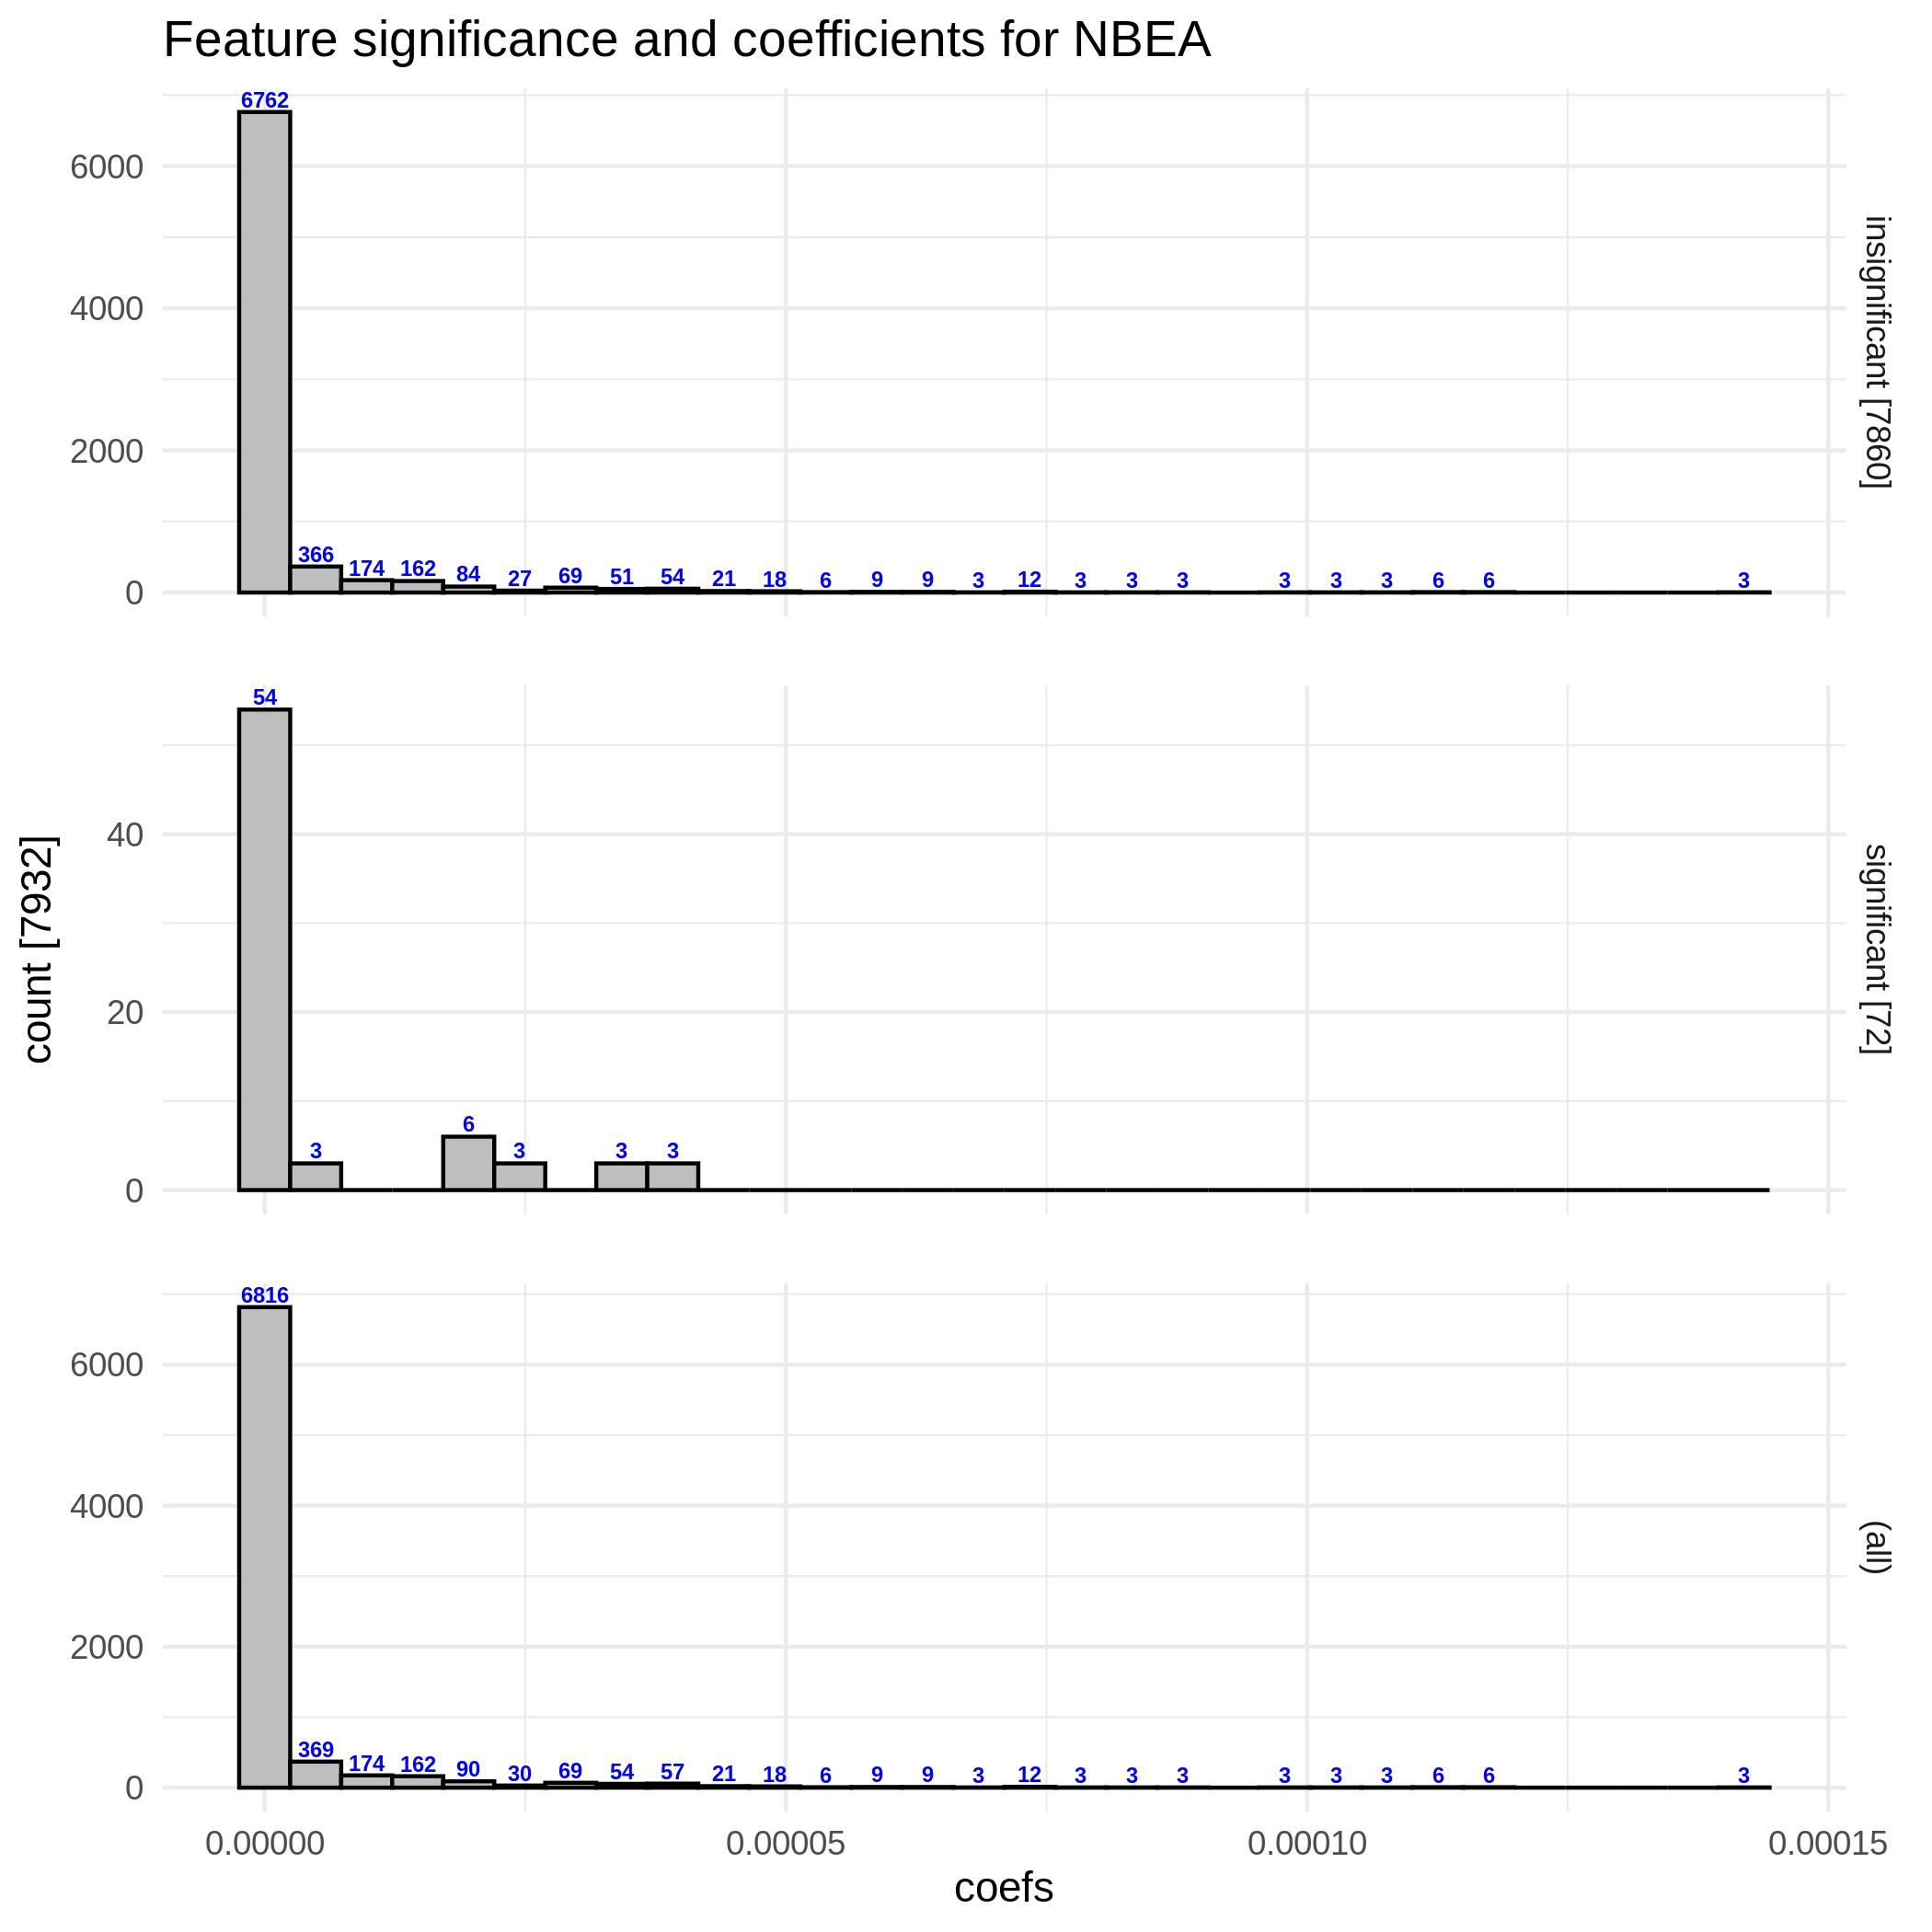 Feature significance and coefficients for NBEA
count [7932]
6762
366 174 162 84 27 69 51 54 21 18 6 9 9 3 12 3 3 3 3 3 3 6 6 3
6000
4000
2000
0
insignificant [7860]
54
3 6 3 3 3
40
20
0
significant [72]
6816
369 174 162 90 30 69 54 57 21 18 6 9 9 3 12 3 3 3 3 3 3 6 6 3
6000
4000
2000
0
(all)
0.00000 0.00005 0.00010 0.00015
coefs